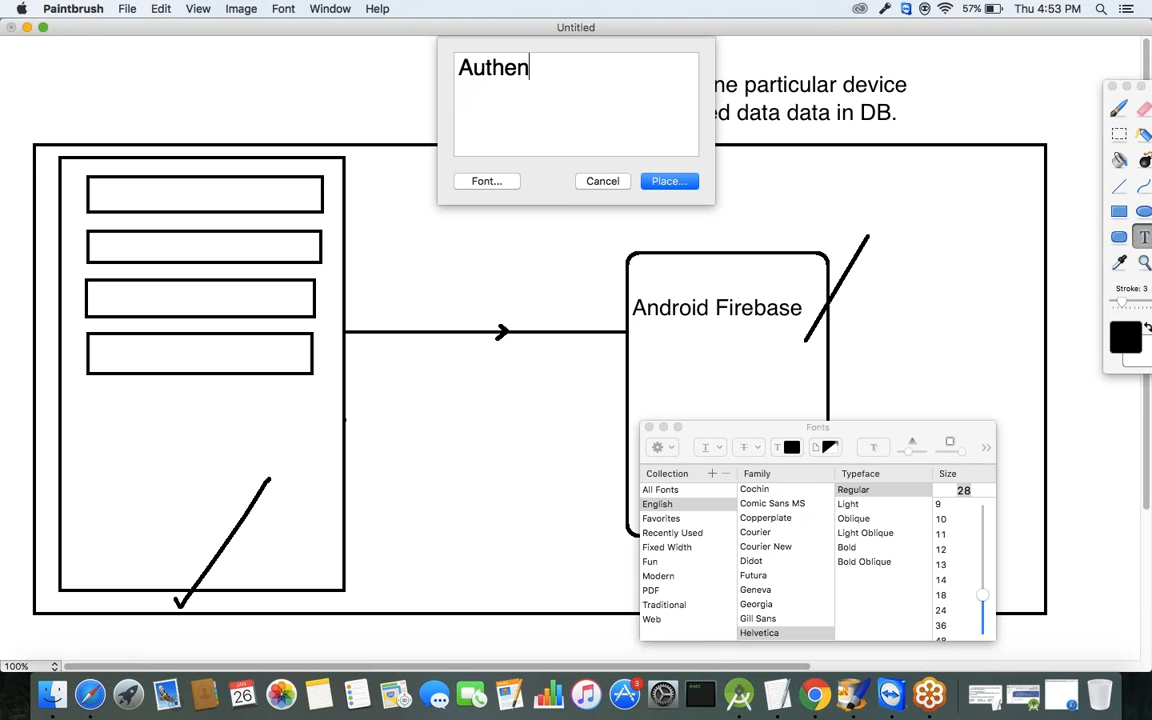 Paintbrush File Edit View Image Font Window Help 57% Thu 4:53 PM
Untitled
Authen
ne particular device
ed data data in DB.
Font... Cancel Place...
Android Firebase
Stroke: 3
Fonts
Collection Family Typeface Size
All Fonts Cochin Regular 28
English Comic Sans MS Light 9
Favorites Copperplate Oblique 10
Recently Used Courier Light Oblique 11
Fixed Width Courier New Bold 12
Fun Didot Bold Oblique 13
Modern Futura 14
PDF Geneva 18
Traditional Georgia 24
Web Gill Sans 36
Helvetica 48
100%
JAN
26
3